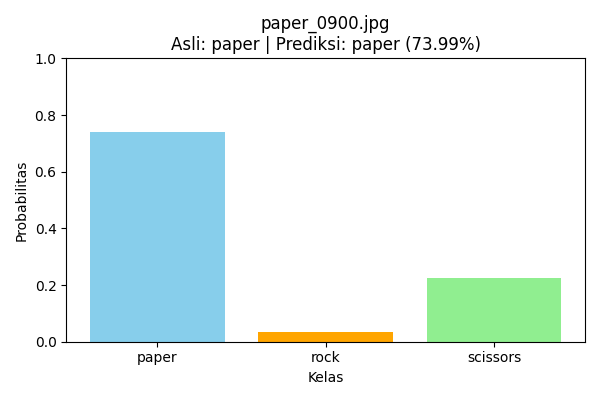 paper_0900.jpg
Asli: paper | Prediksi: paper (73.99%)
1.0
0.8
0.6
0.4
0.2
0.0
Probabilitas
paper
rock
scissors
Kelas